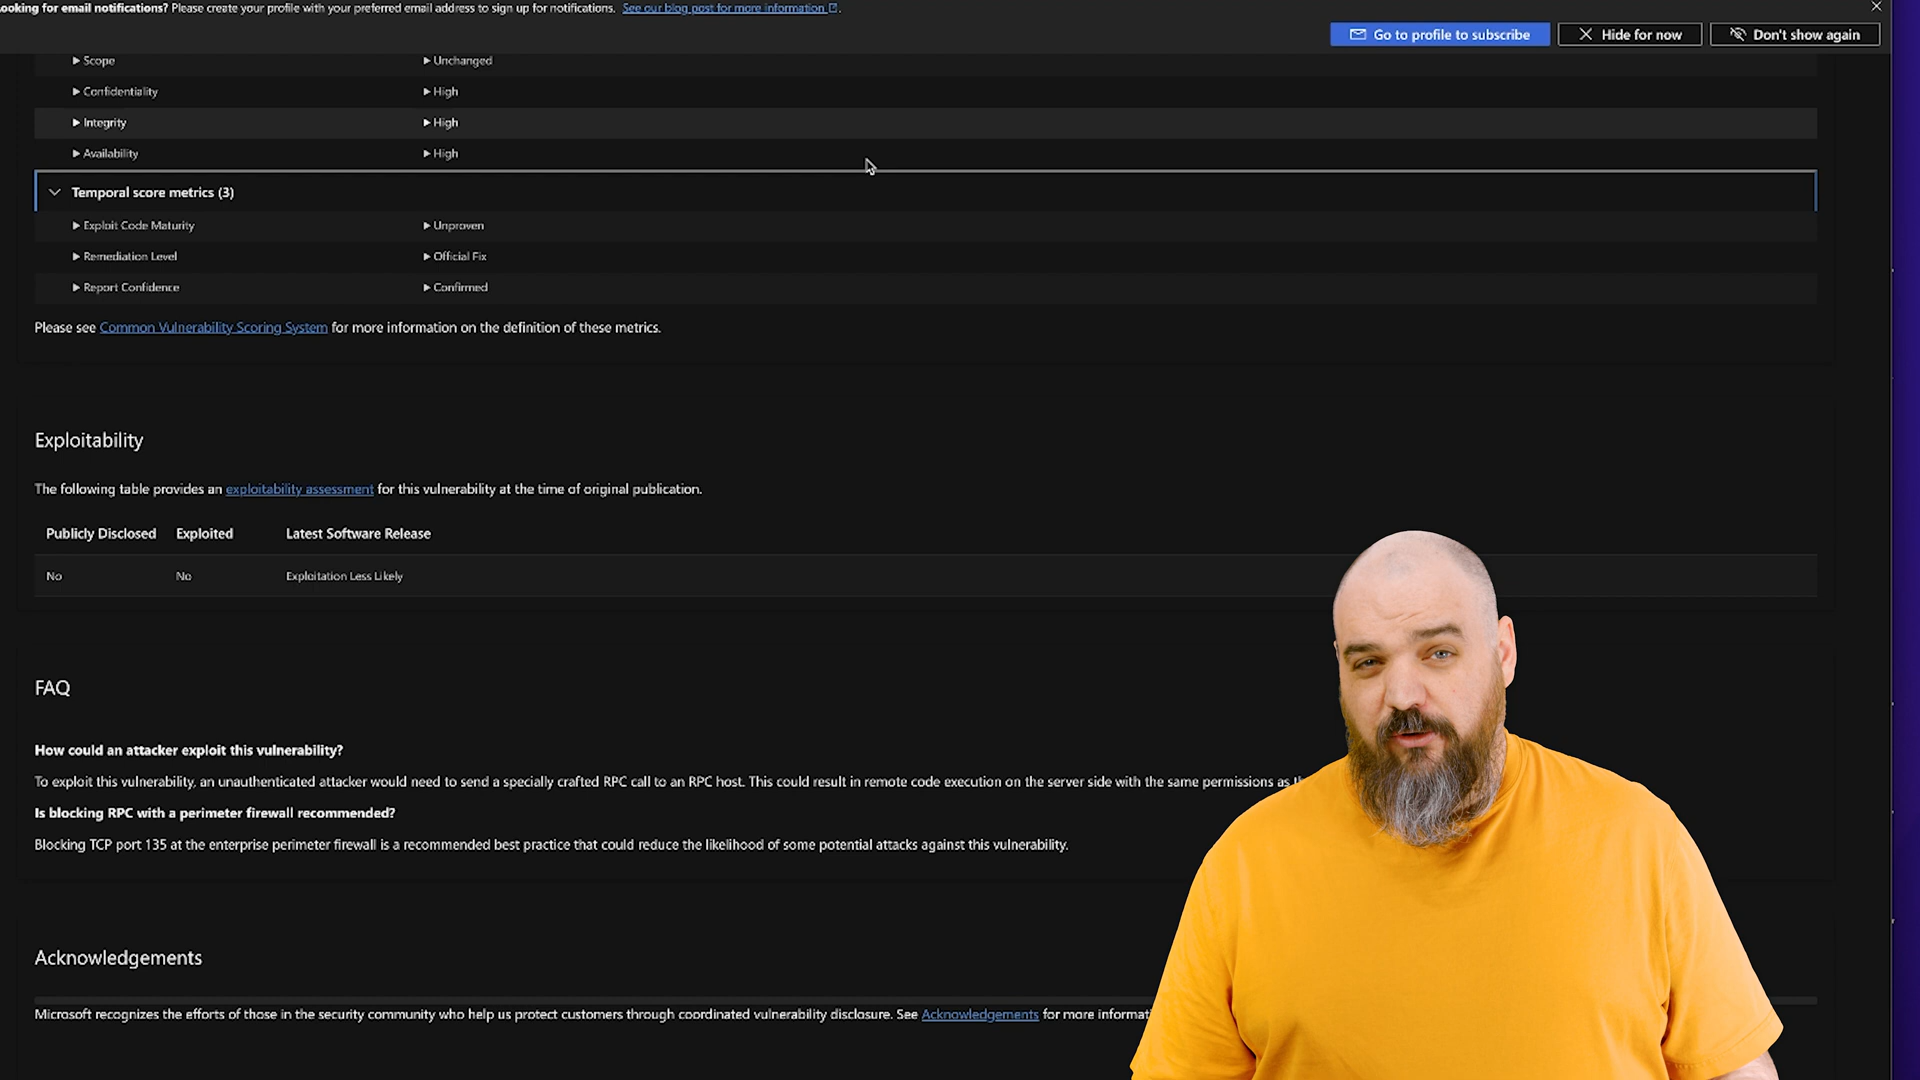 ooking for email notifications? Please create your profile with your preferred email address to sign up for notifications. See our blog post for more information.
Go to profile to subscribe
Hide for now
Don't show again
Scope Unchanged
Confidentiality High
Integrity High
Availability High
Temporal score metrics (3)
Exploit Code Maturity Unproven
Remediation Level Official Fix
Report Confidence Confirmed
Please see Common Vulnerability Scoring System for more information on the definition of these metrics.
Exploitability
The following table provides an exploitability assessment for this vulnerability at the time of original publication.
Publicly Disclosed Exploited Latest Software Release
No No Exploitation Less Likely
FAQ
How could an attacker exploit this vulnerability?
To exploit this vulnerability, an unauthenticated attacker would need to send a specially crafted RPC call to an RPC host. This could result in remote code execution on the server side with the same permissions as
Is blocking RPC with a perimeter firewall recommended?
Blocking TCP port 135 at the enterprise perimeter firewall is a recommended best practice that could reduce the likelihood of some potential attacks against this vulnerability.
Acknowledgements
Microsoft recognizes the efforts of those in the security community who help us protect customers through coordinated vulnerability disclosure. See Acknowledgements for more informati